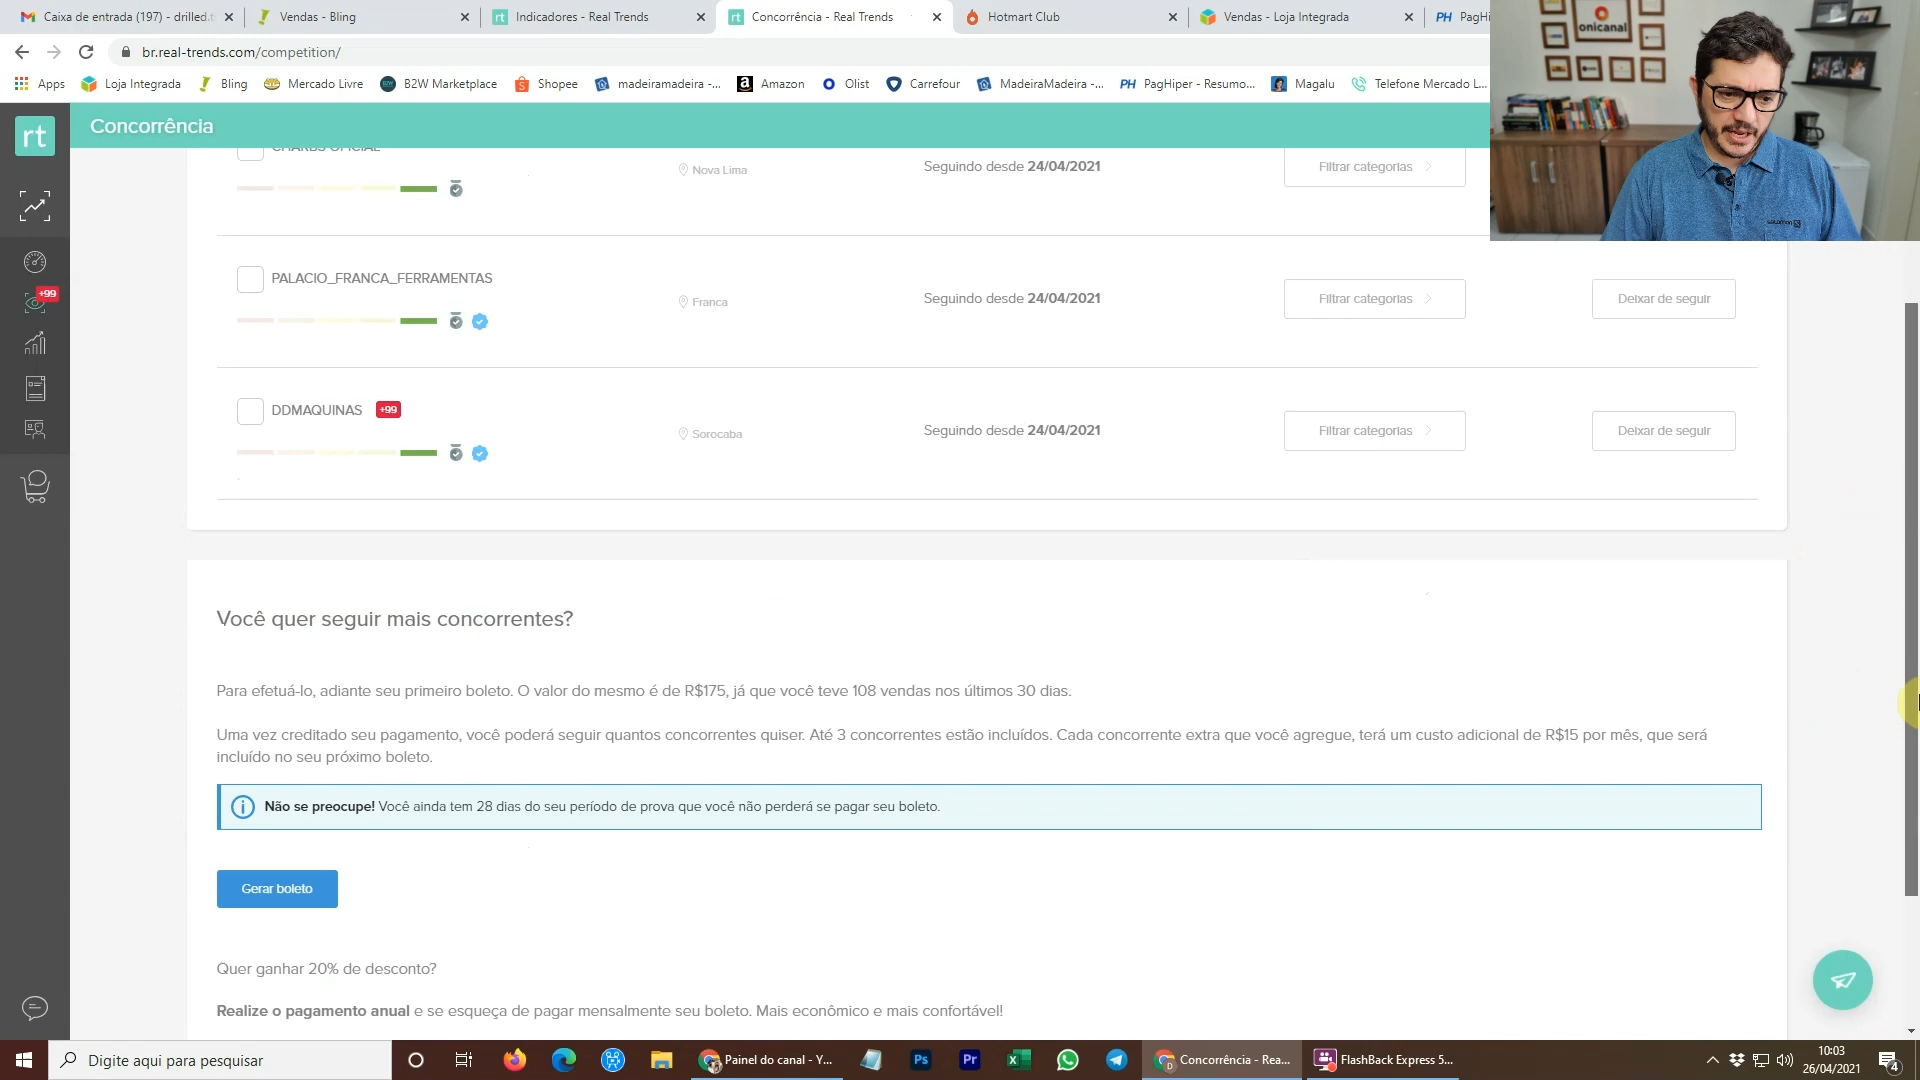 Caixa de entrada (197) - drilled.t
Vendas - Bling
Indicadores - Real Trends
Concorrência - Real Trends
Hotmart Club
Vendas - Loja Integrada
PH PagHi
br.real-trends.com/competition/
Apps
Loja Integrada
Bling
Mercado Livre
B2W Marketplace
Shopee
madeiramadeira -...
Amazon
Olist
Carrefour
MadeiraMadeira -...
PH PagHiper - Resumo...
Magalu
Telefone Mercado L...
onicanal
rt
Concorrência
Nova Lima
Seguindo desde 24/04/2021
Filtrar categorias
+99
PALACIO_FRANCA_FERRAMENTAS
Franca
Seguindo desde 24/04/2021
Filtrar categorias
Deixar de seguir
DDMAQUINAS +99
Sorocaba
Seguindo desde 24/04/2021
Filtrar categorias
Deixar de seguir
Você quer seguir mais concorrentes?
Para efetuá-lo, adiante seu primeiro boleto. O valor do mesmo é de R$175, já que você teve 108 vendas nos últimos 30 dias.
Uma vez creditado seu pagamento, você poderá seguir quantos concorrentes quiser. Até 3 concorrentes estão incluídos. Cada concorrente extra que você agregue, terá um custo adicional de R$15 por mês, que será
incluído no seu próximo boleto.
Não se preocupe! Você ainda tem 28 dias do seu período de prova que você não perderá se pagar seu boleto.
Gerar boleto
Quer ganhar 20% de desconto?
Realize o pagamento anual e se esqueça de pagar mensalmente seu boleto. Mais econômico e mais confortável!
Digite aqui para pesquisar
Painel do canal - Y...
Ps
Pr
Concorrência - Rea...
FlashBack Express 5...
10:03
26/04/2021
4